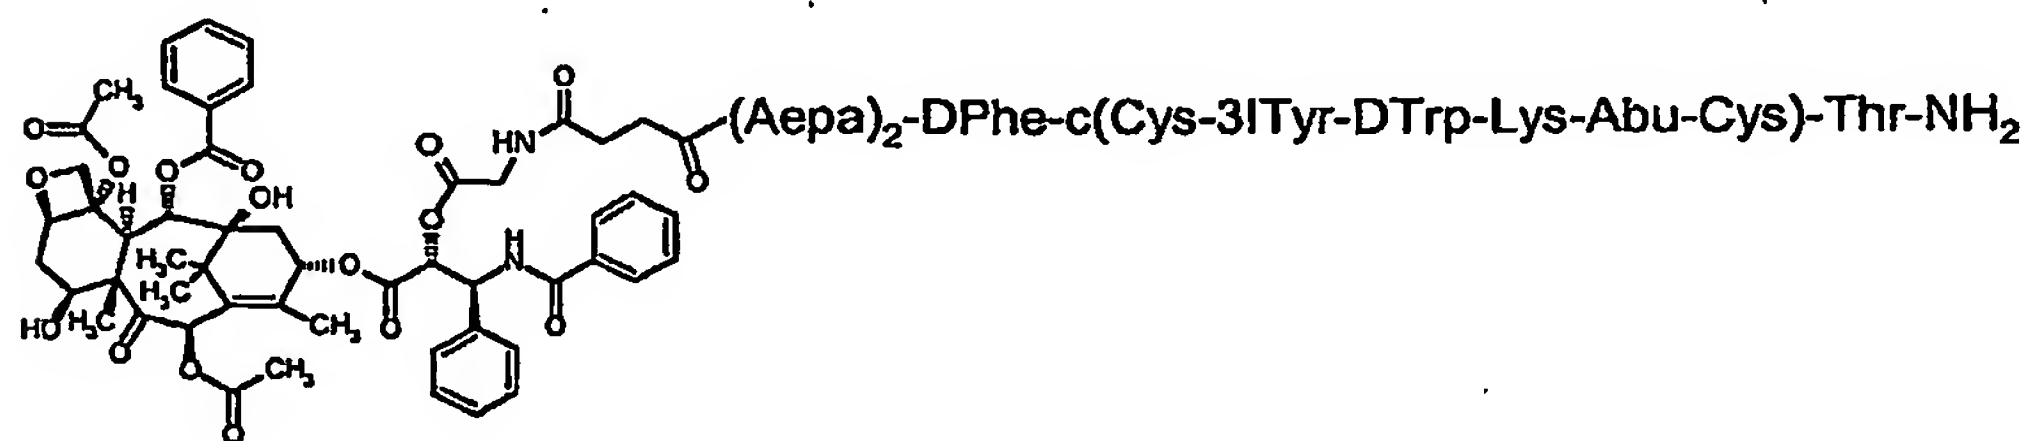 (Aepa)₂-DPhe-c(Cys-3ITyr-DTrp-Lys-Abu-Cys)-Thr-NH₂
O
CH₃
O
HN
O
O
O
O
O
O
O
H
OH
O
H₃C
H
N
O
H₃C
O
HO
H₃C
O
CH₃
O
O
O
CH₃
O